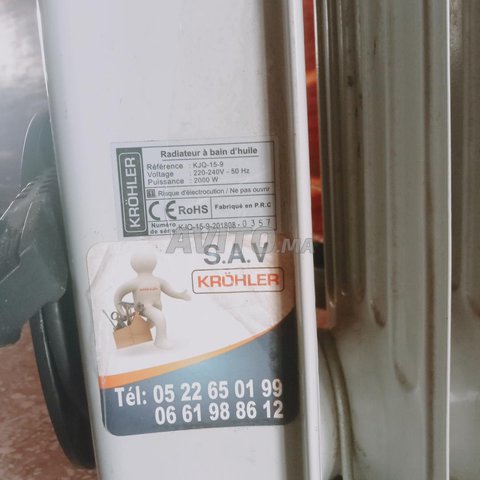 KRÖHLER
Radiateur à bain d'huile
Référence : KJQ-15-9
Voltage : 220-240V - 50 Hz
Puissance : 2000 W
Risque d'électrocution / Ne pas ouvrir
CE RoHS Fabriqué en P.R.C
Numéro de série KJQ-15-9-201808-0357
AVITO.MA
S.A.V
KRÖHLER
Tél: 05 22 65 01 99
06 61 98 86 12